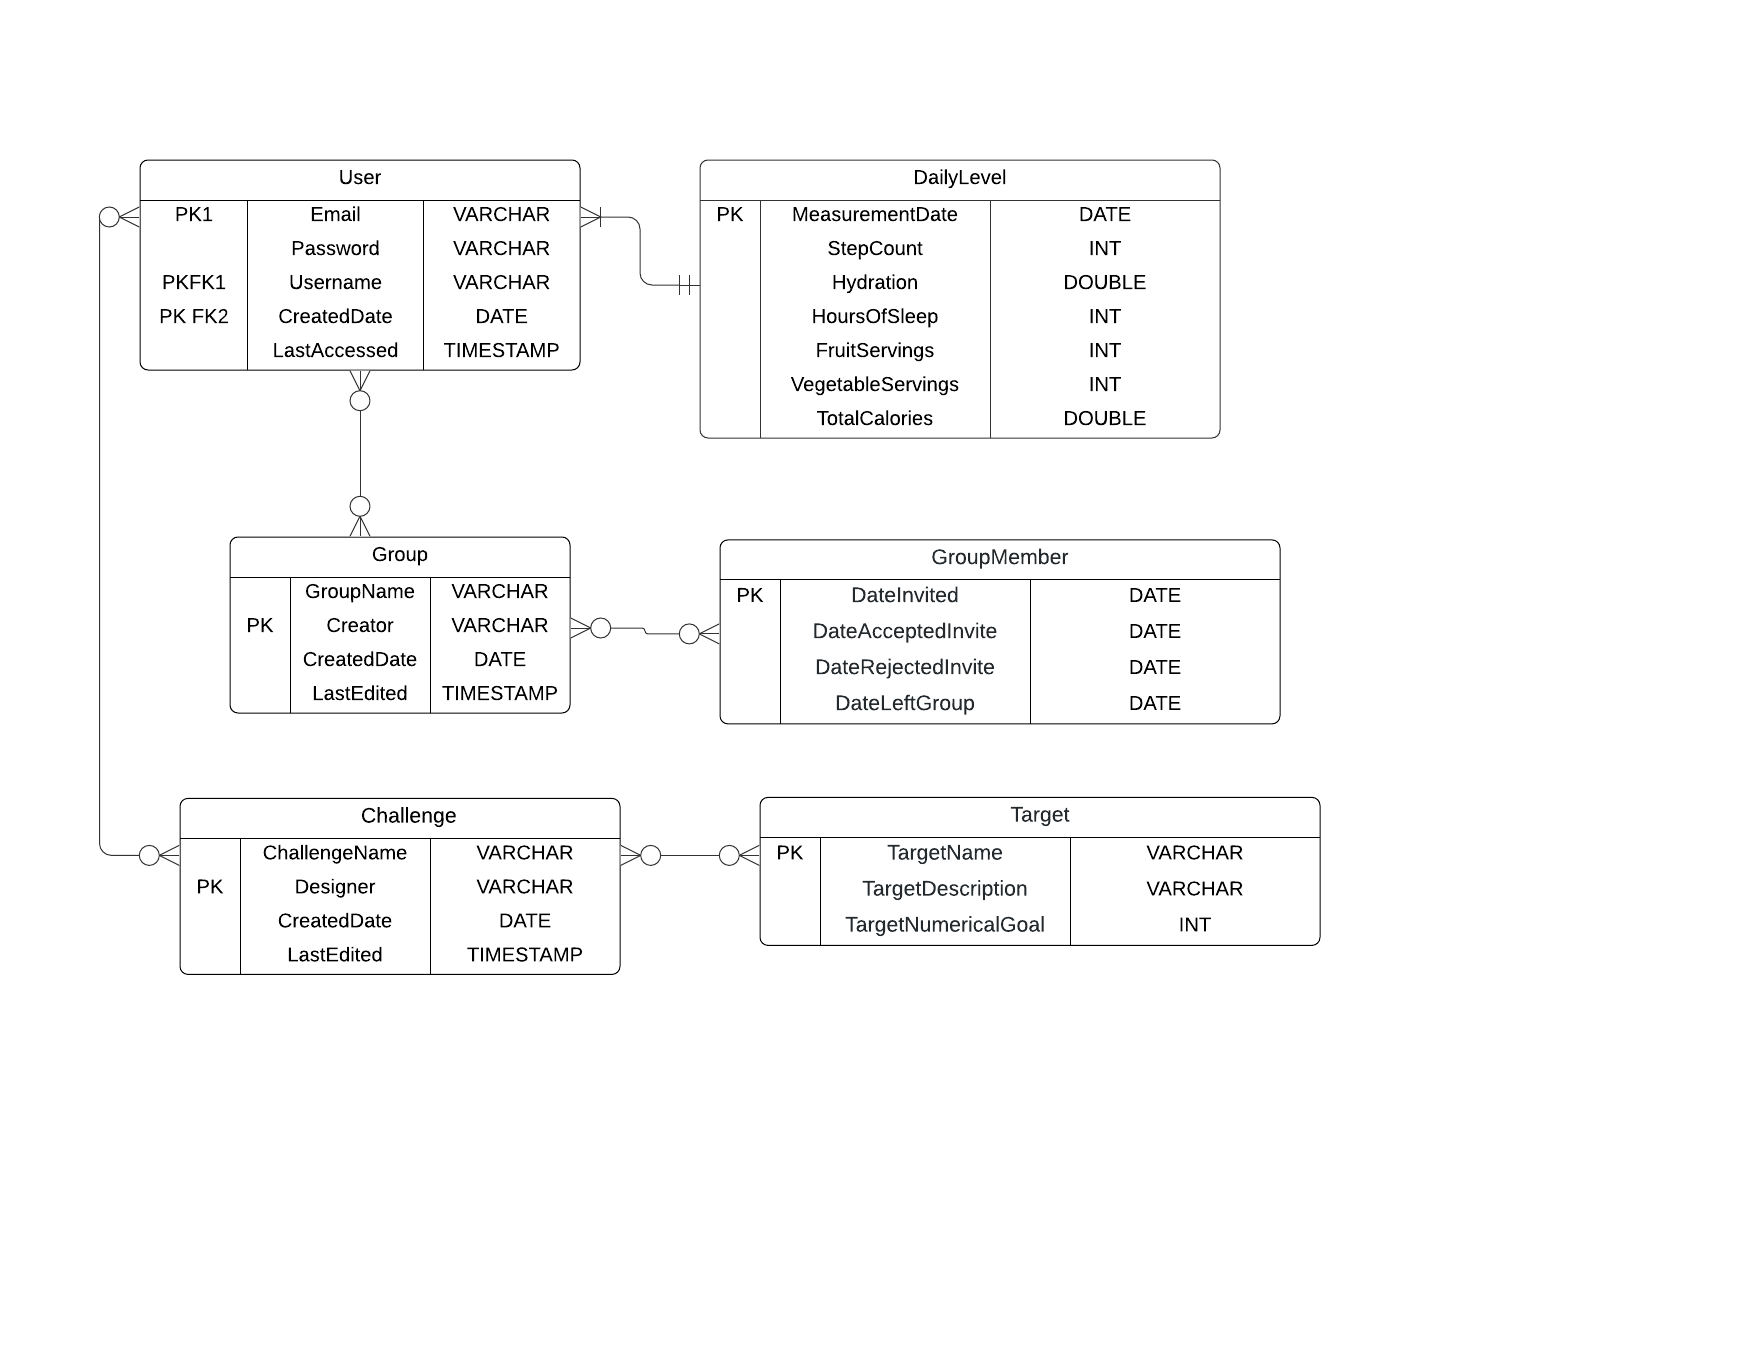 User
PK1 Email VARCHAR
Password VARCHAR
PKFK1 Username VARCHAR
PK FK2 CreatedDate DATE
LastAccessed TIMESTAMP
DailyLevel
PK MeasurementDate DATE
StepCount INT
Hydration DOUBLE
HoursOfSleep INT
FruitServings INT
VegetableServings INT
TotalCalories DOUBLE
Group
GroupName VARCHAR
PK Creator VARCHAR
CreatedDate DATE
LastEdited TIMESTAMP
GroupMember
PK DateInvited DATE
DateAcceptedInvite DATE
DateRejectedInvite DATE
DateLeftGroup DATE
Challenge
ChallengeName VARCHAR
PK Designer VARCHAR
CreatedDate DATE
LastEdited TIMESTAMP
Target
PK TargetName VARCHAR
TargetDescription VARCHAR
TargetNumericalGoal INT